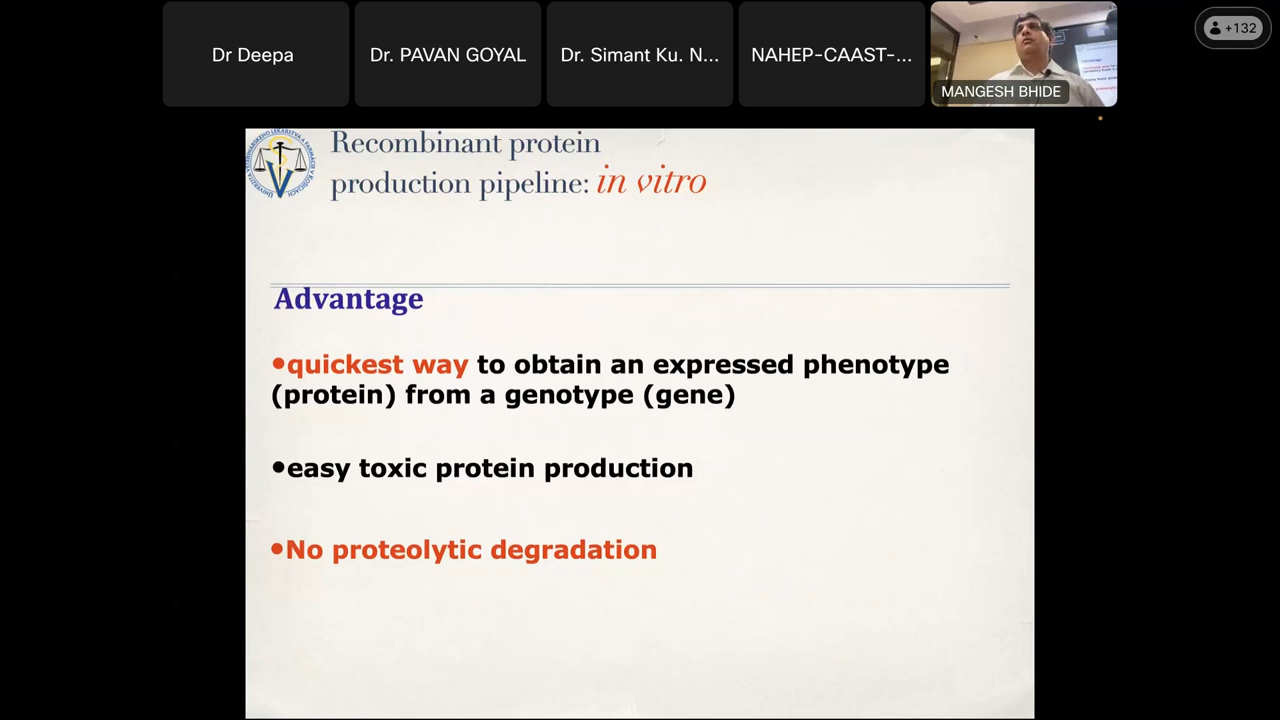 Dr Deepa
Dr. PAVAN GOYAL
Dr. Simant Ku. N...
NAHEP-CAAST-...
MANGESH BHIDE
+132
Recombinant protein
production pipeline: in vitro
Advantage
•quickest way to obtain an expressed phenotype
(protein) from a genotype (gene)
•easy toxic protein production
•No proteolytic degradation